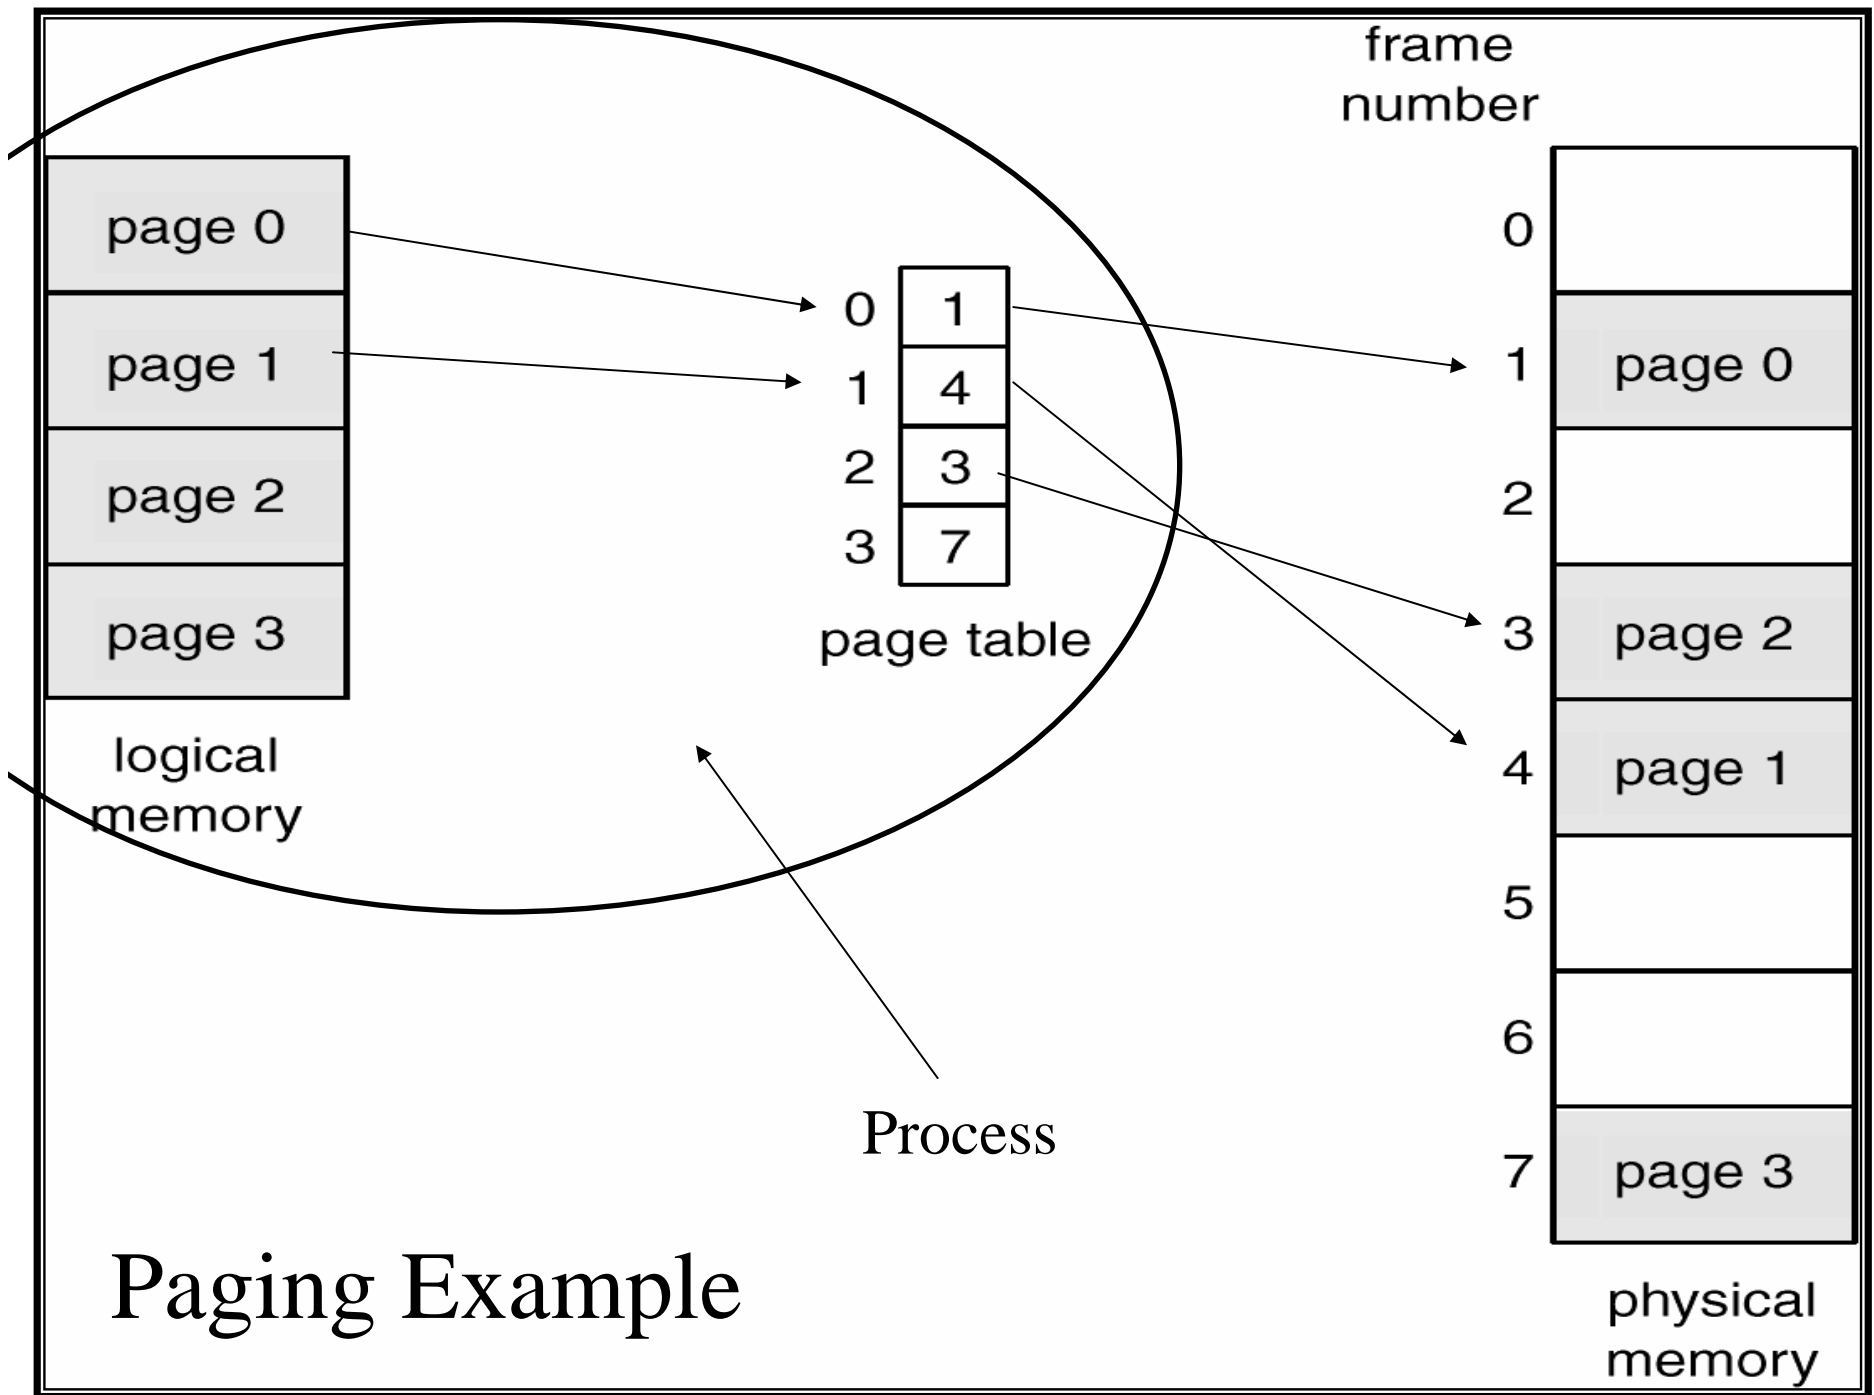 frame
number
page 0
page 1
page 2
page 3
logical
memory
0 1
1 4
2 3
3 7
page table
0
1 page 0
2
3 page 2
4 page 1
5
6
7 page 3
physical
memory
Process
Paging Example